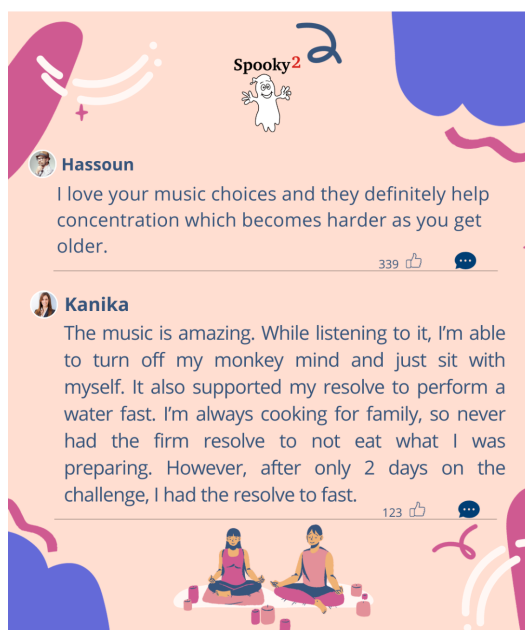 Spooky2
Hassoun
I love your music choices and they definitely help
concentration which becomes harder as you get
older.
339
Kanika
The music is amazing. While listening to it, I'm able
to turn off my monkey mind and just sit with
myself. It also supported my resolve to perform a
water fast. I'm always cooking for family, so never
had the firm resolve to not eat what I was
preparing. However, after only 2 days on the
challenge, I had the resolve to fast.
123